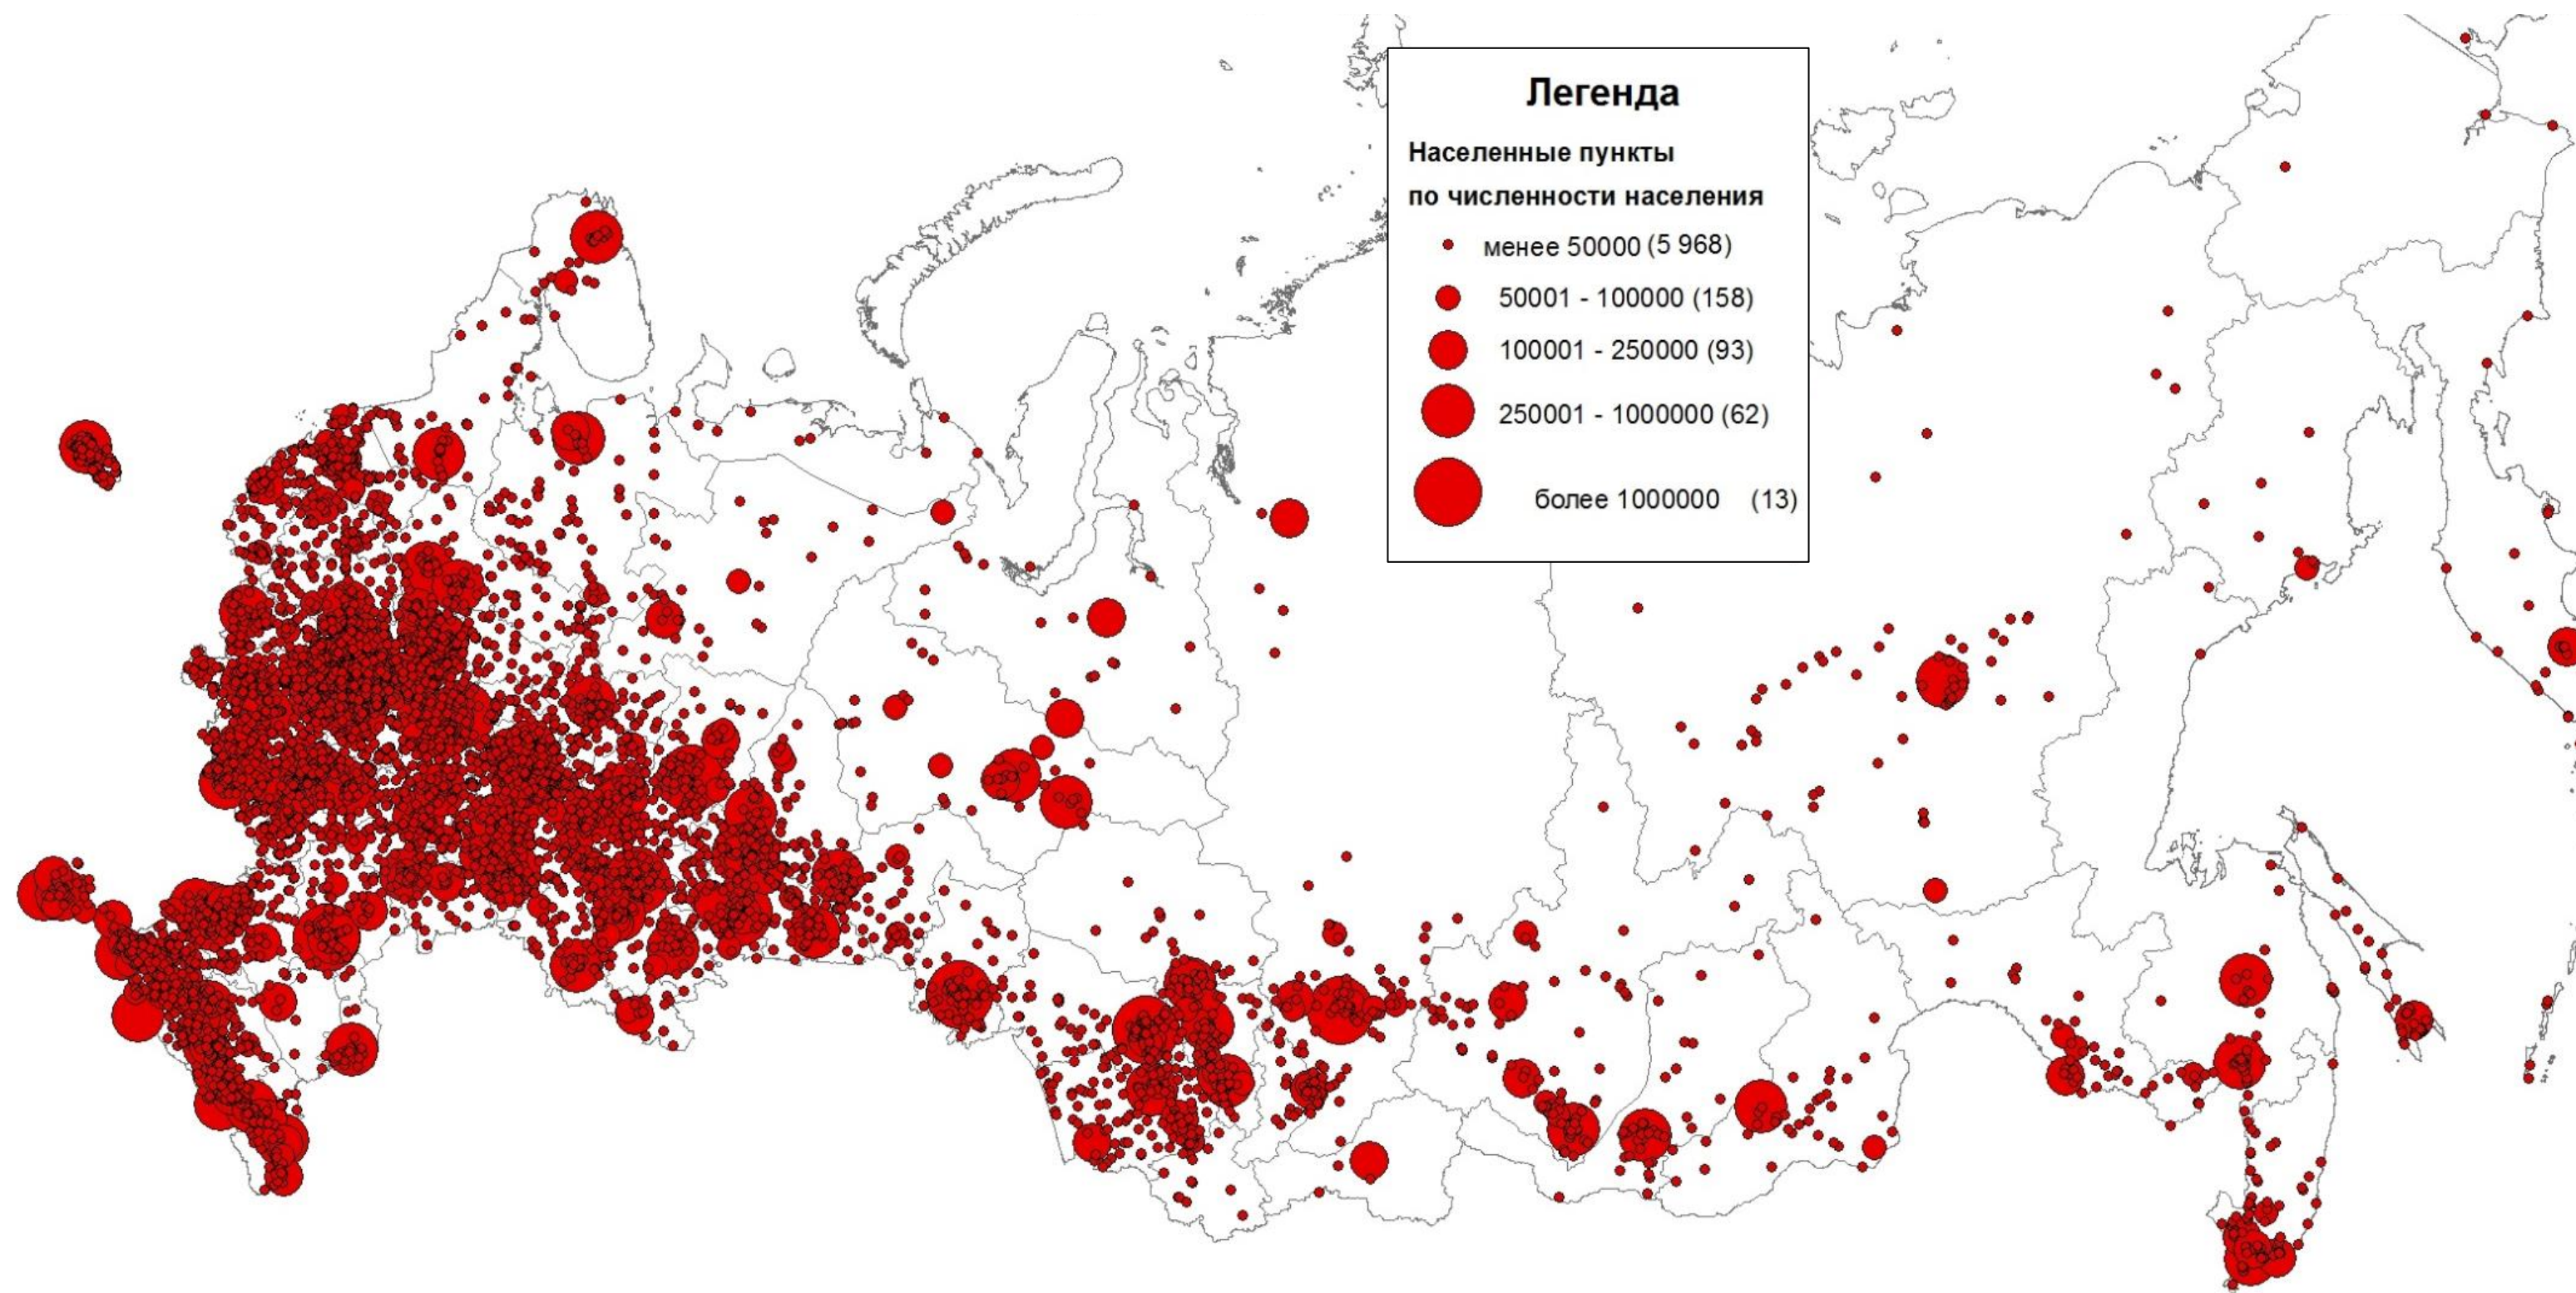 Легенда
Населенные пункты
по численности населения
менее 50000 (5 968)
50001 - 100000 (158)
100001 - 250000 (93)
250001 - 1000000 (62)
более 1000000 (13)